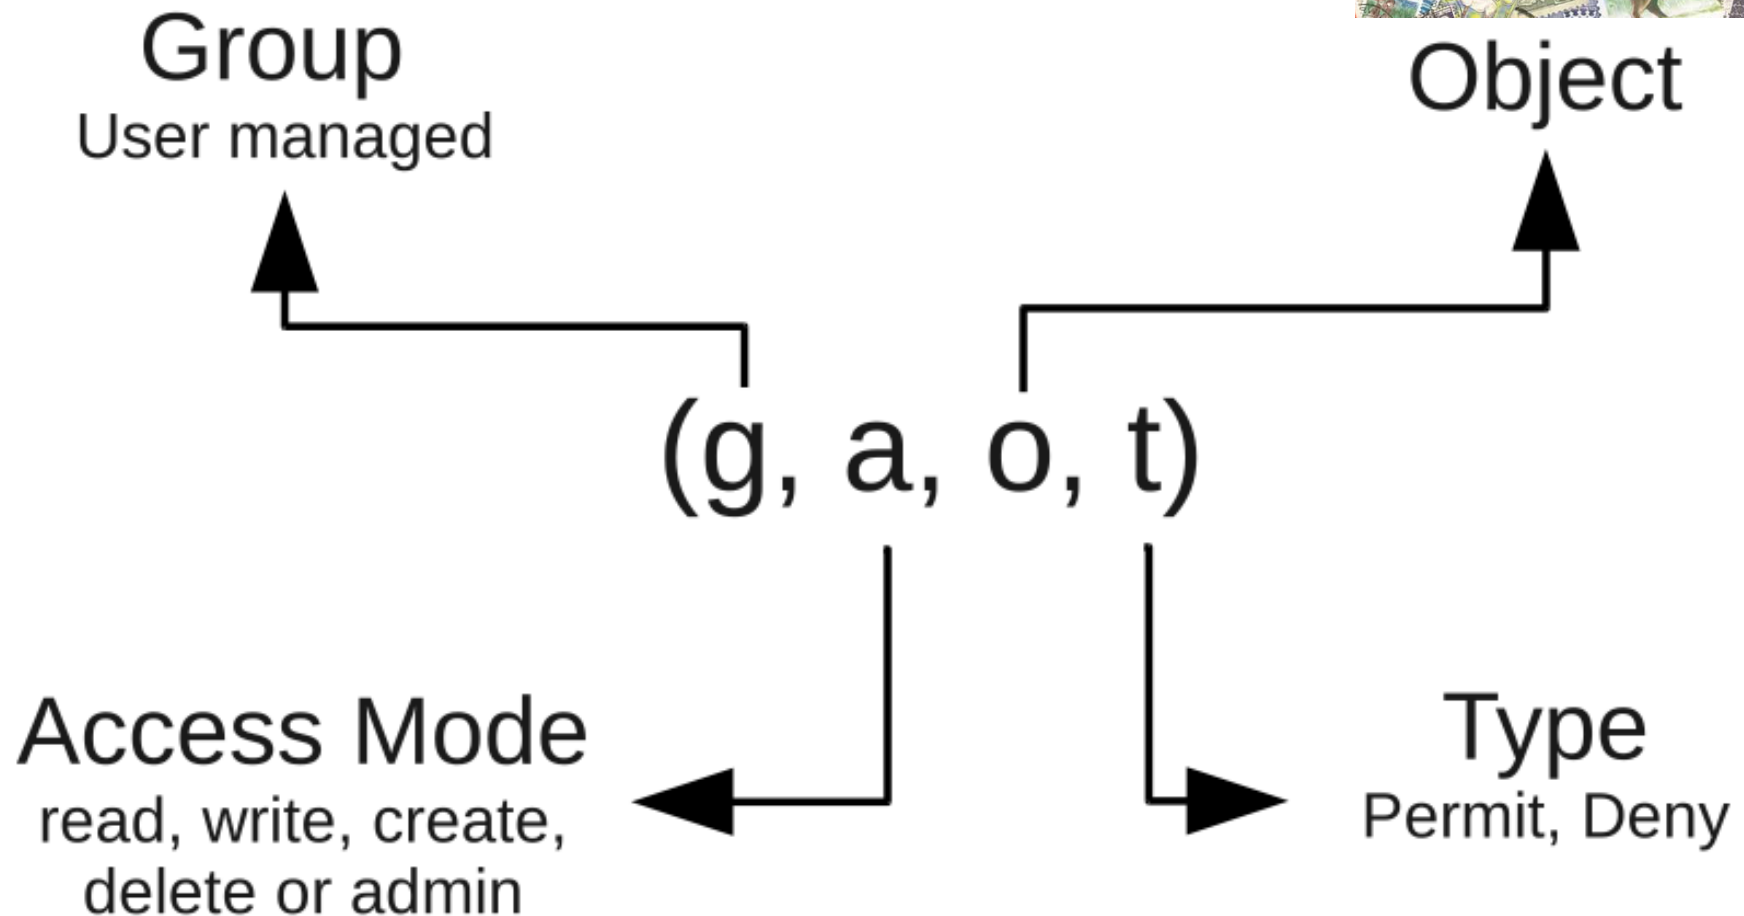 Group
User managed
Object
(g, a, o, t)
Access Mode
read, write, create,
delete or admin
Type
Permit, Deny